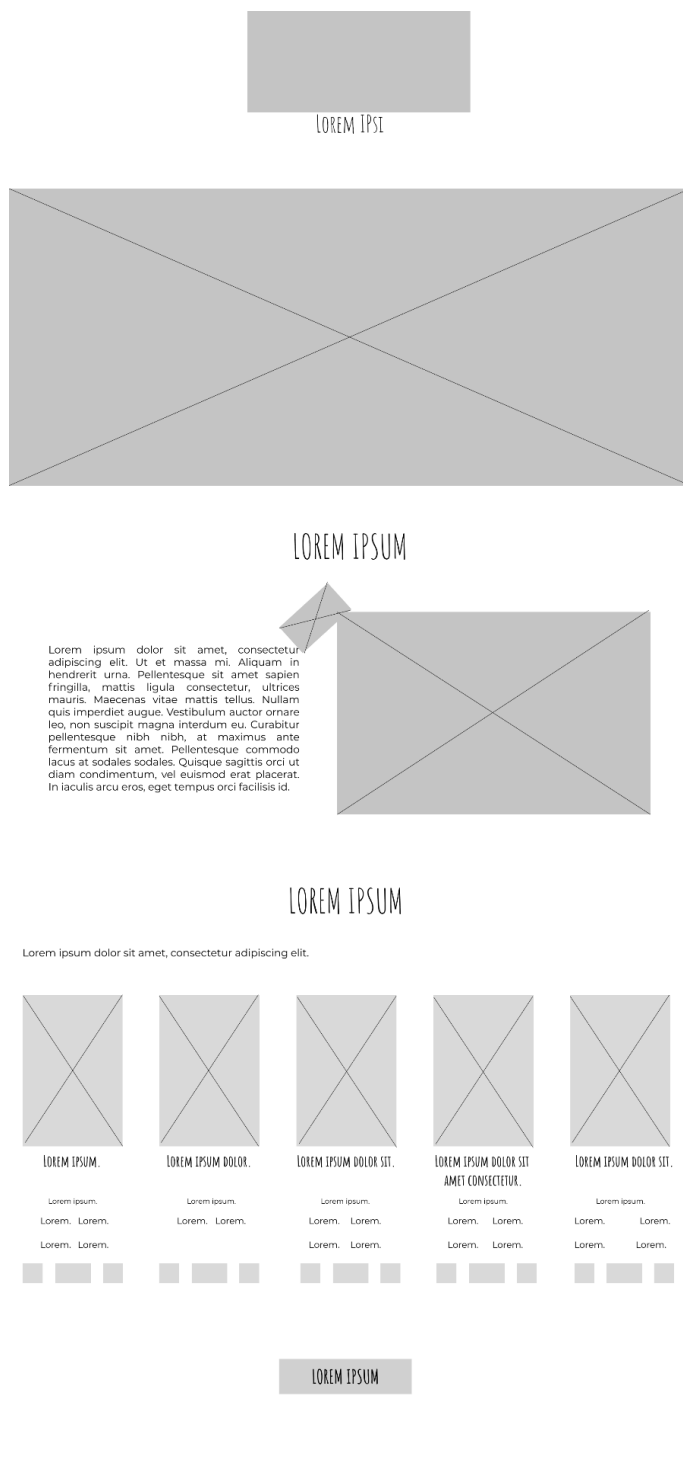 Lorem IPsi
LOREM IPSUM
Lorem ipsum dolor sit amet, consectetur
adipiscing elit. Ut et massa mi. Aliquam in
hendrerit urna. Pellentesque sit amet sapien
fringilla, mattis ligula consectetur, ultrices
mauris. Maecenas vitae mattis tellus. Nullam
quis imperdiet augue. Vestibulum auctor ornare
leo, non suscipit magna interdum eu. Curabitur
pellentesque nibh nibh, at maximus ante
fermentum sit amet. Pellentesque commodo
lacus at sodales sodales. Quisque sagittis orci ut
diam condimentum, vel euismod erat placerat.
In iaculis arcu eros, eget tempus orci facilisis id.
LOREM IPSUM
Lorem ipsum dolor sit amet, consectetur adipiscing elit.
Lorem ipsum.
Lorem ipsum.
Lorem. Lorem.
Lorem. Lorem.
Lorem ipsum dolor.
Lorem ipsum.
Lorem. Lorem.
Lorem ipsum dolor sit.
Lorem ipsum.
Lorem. Lorem.
Lorem. Lorem.
Lorem ipsum dolor sit
amet consectetur.
Lorem ipsum.
Lorem. Lorem.
Lorem. Lorem.
Lorem ipsum dolor sit.
Lorem ipsum.
Lorem. Lorem.
Lorem. Lorem.
LOREM IPSUM